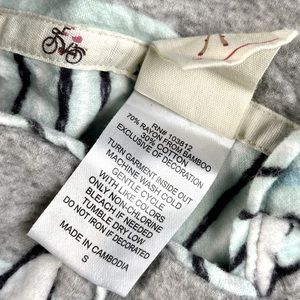 RN# 103812
70% RAYON FROM BAMBOO
30% COTTON
EXCLUSIVE OF DECORATION
TURN GARMENT INSIDE OUT
MACHINE WASH COLD
GENTLE CYCLE
WITH LIKE COLORS
ONLY NON-CHLORINE
BLEACH IF NEEDED
TUMBLE DRY LOW
DO NOT IRON IF DECORATED
MADE IN CAMBODIA
S